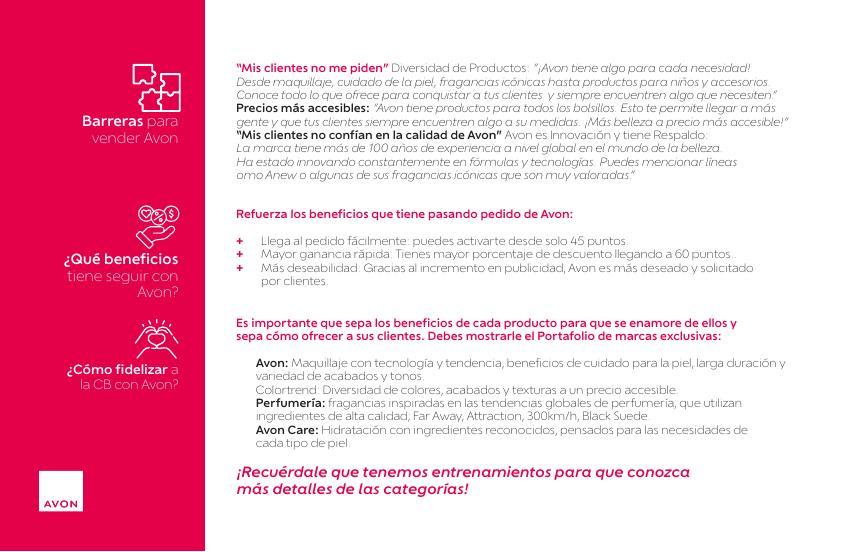 Barreras para
vender Avon
"Mis clientes no me piden" Diversidad de Productos: "¡Avon tiene algo para cada necesidad!
Desde maquillaje, cuidado de la piel, fragancias icónicas hasta productos para niños y accesorios.
Conoce todo lo que ofrece para conquistar a tus clientes y siempre encuentren algo que necesiten"
Precios más accesibles: "Avon tiene productos para todos los bolsillos. Esto te permite llegar a más
gente y que tus clientes siempre encuentren algo a su medidas. ¡Más belleza a precio más accesible!"
"Mis clientes no confían en la calidad de Avon" Avon es Innovación y tiene Respaldo:
La marca tiene más de 100 años de experiencia a nivel global en el mundo de la belleza.
Ha estado innovando constantemente en fórmulas y tecnologías. Puedes mencionar líneas
omo Anew o algunas de sus fragancias icónicas que son muy valoradas."
¿Qué beneficios
tiene seguir con
Avon?
Refuerza los beneficios que tiene pasando pedido de Avon:
+ Llega al pedido fácilmente: puedes activarte desde solo 45 puntos.
+ Mayor ganancia rápida: Tienes mayor porcentaje de descuento llegando a 60 puntos.
+ Más deseabilidad: Gracias al incremento en publicidad, Avon es más deseado y solicitado
por clientes.
¿Cómo fidelizar a
la CB con Avon?
Es importante que sepa los beneficios de cada producto para que se enamore de ellos y
sepa cómo ofrecer a sus clientes. Debes mostrarle el Portafolio de marcas exclusivas:
Avon: Maquillaje con tecnología y tendencia, beneficios de cuidado para la piel, larga duración y
variedad de acabados y tonos.
Colortrend: Diversidad de colores, acabados y texturas a un precio accesible.
Perfumería: fragancias inspiradas en las tendencias globales de perfumería, que utilizan
ingredientes de alta calidad, Far Away, Attraction, 300km/h, Black Suede.
Avon Care: Hidratación con ingredientes reconocidos, pensados para las necesidades de
cada tipo de piel.
¡Recuérdale que tenemos entrenamientos para que conozca
más detalles de las categorías!
AVON